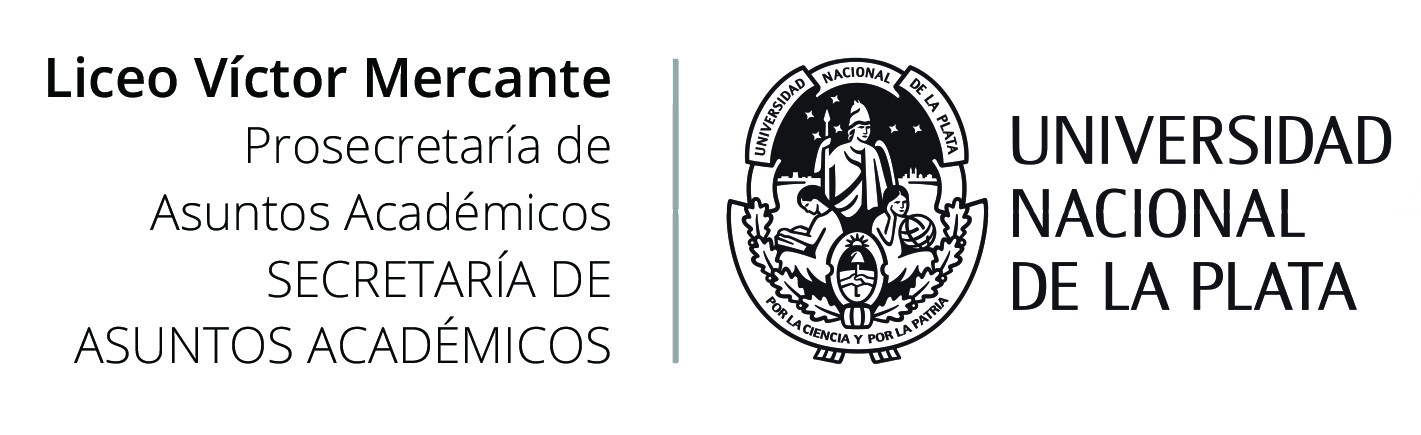 Liceo Víctor Mercante
Prosecretaría de
Asuntos Académicos
SECRETARÍA DE
ASUNTOS ACADÉMICOS
UNIVERSIDAD NACIONAL DE LA PLATA
POR LA CIENCIA Y POR LA PATRIA
UNIVERSIDAD
NACIONAL
DE LA PLATA